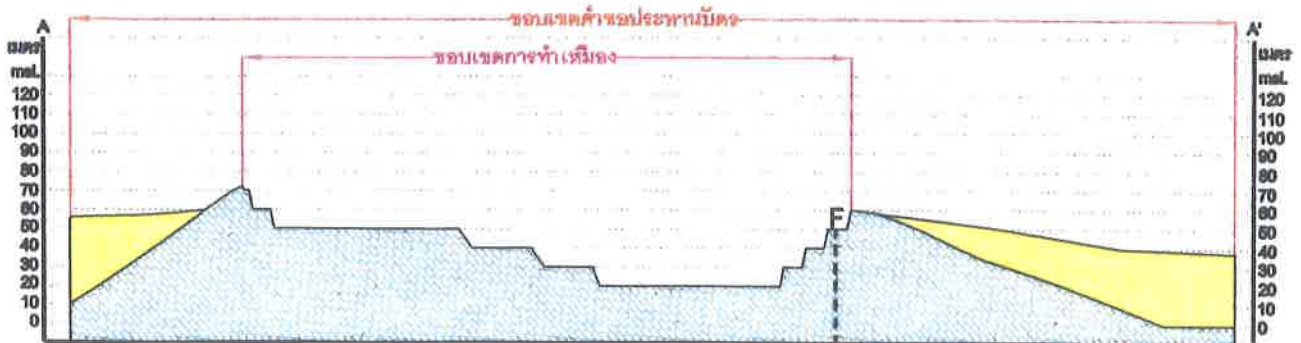 ขอบเขตคำขอประทานบัตร
A A'
เมตร เมตร
ขอบเขตการทำเหมือง
msl. msl.
120 120
110 110
100 100
90 90
80 80
70 70
60 60
50 50
40 40
30 30
20 20
10 10
0 0
F